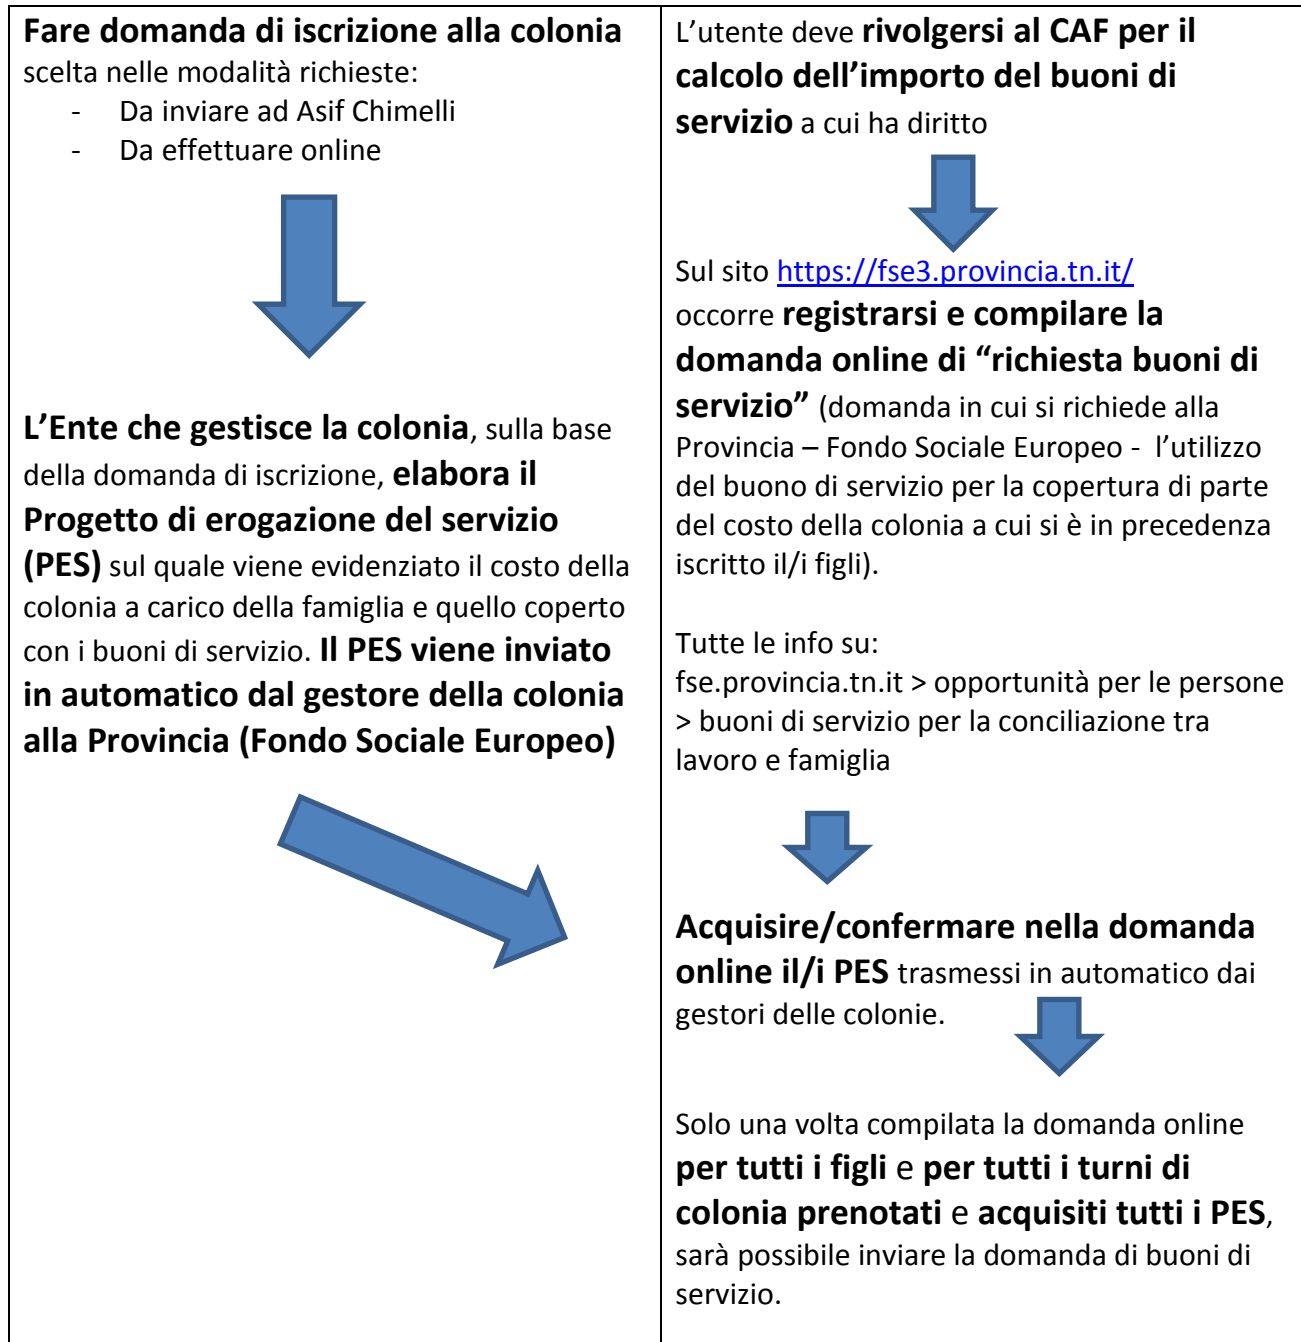 Fare domanda di iscrizione alla colonia
scelta nelle modalità richieste:
- Da inviare ad Asif Chimelli
- Da effettuare online
L’Ente che gestisce la colonia, sulla base
della domanda di iscrizione, elabora il
Progetto di erogazione del servizio
(PES) sul quale viene evidenziato il costo della
colonia a carico della famiglia e quello coperto
con i buoni di servizio. Il PES viene inviato
in automatico dal gestore della colonia
alla Provincia (Fondo Sociale Europeo)
L’utente deve rivolgersi al CAF per il
calcolo dell’importo del buoni di
servizio a cui ha diritto
Sul sito https://fse3.provincia.tn.it/
occorre registrarsi e compilare la
domanda online di “richiesta buoni di
servizio” (domanda in cui si richiede alla
Provincia – Fondo Sociale Europeo - l’utilizzo
del buono di servizio per la copertura di parte
del costo della colonia a cui si è in precedenza
iscritto il/i figli).
Tutte le info su:
fse.provincia.tn.it > opportunità per le persone
> buoni di servizio per la conciliazione tra
lavoro e famiglia
Acquisire/confermare nella domanda
online il/i PES trasmessi in automatico dai
gestori delle colonie.
Solo una volta compilata la domanda online
per tutti i figli e per tutti i turni di
colonia prenotati e acquisiti tutti i PES,
sarà possibile inviare la domanda di buoni di
servizio.